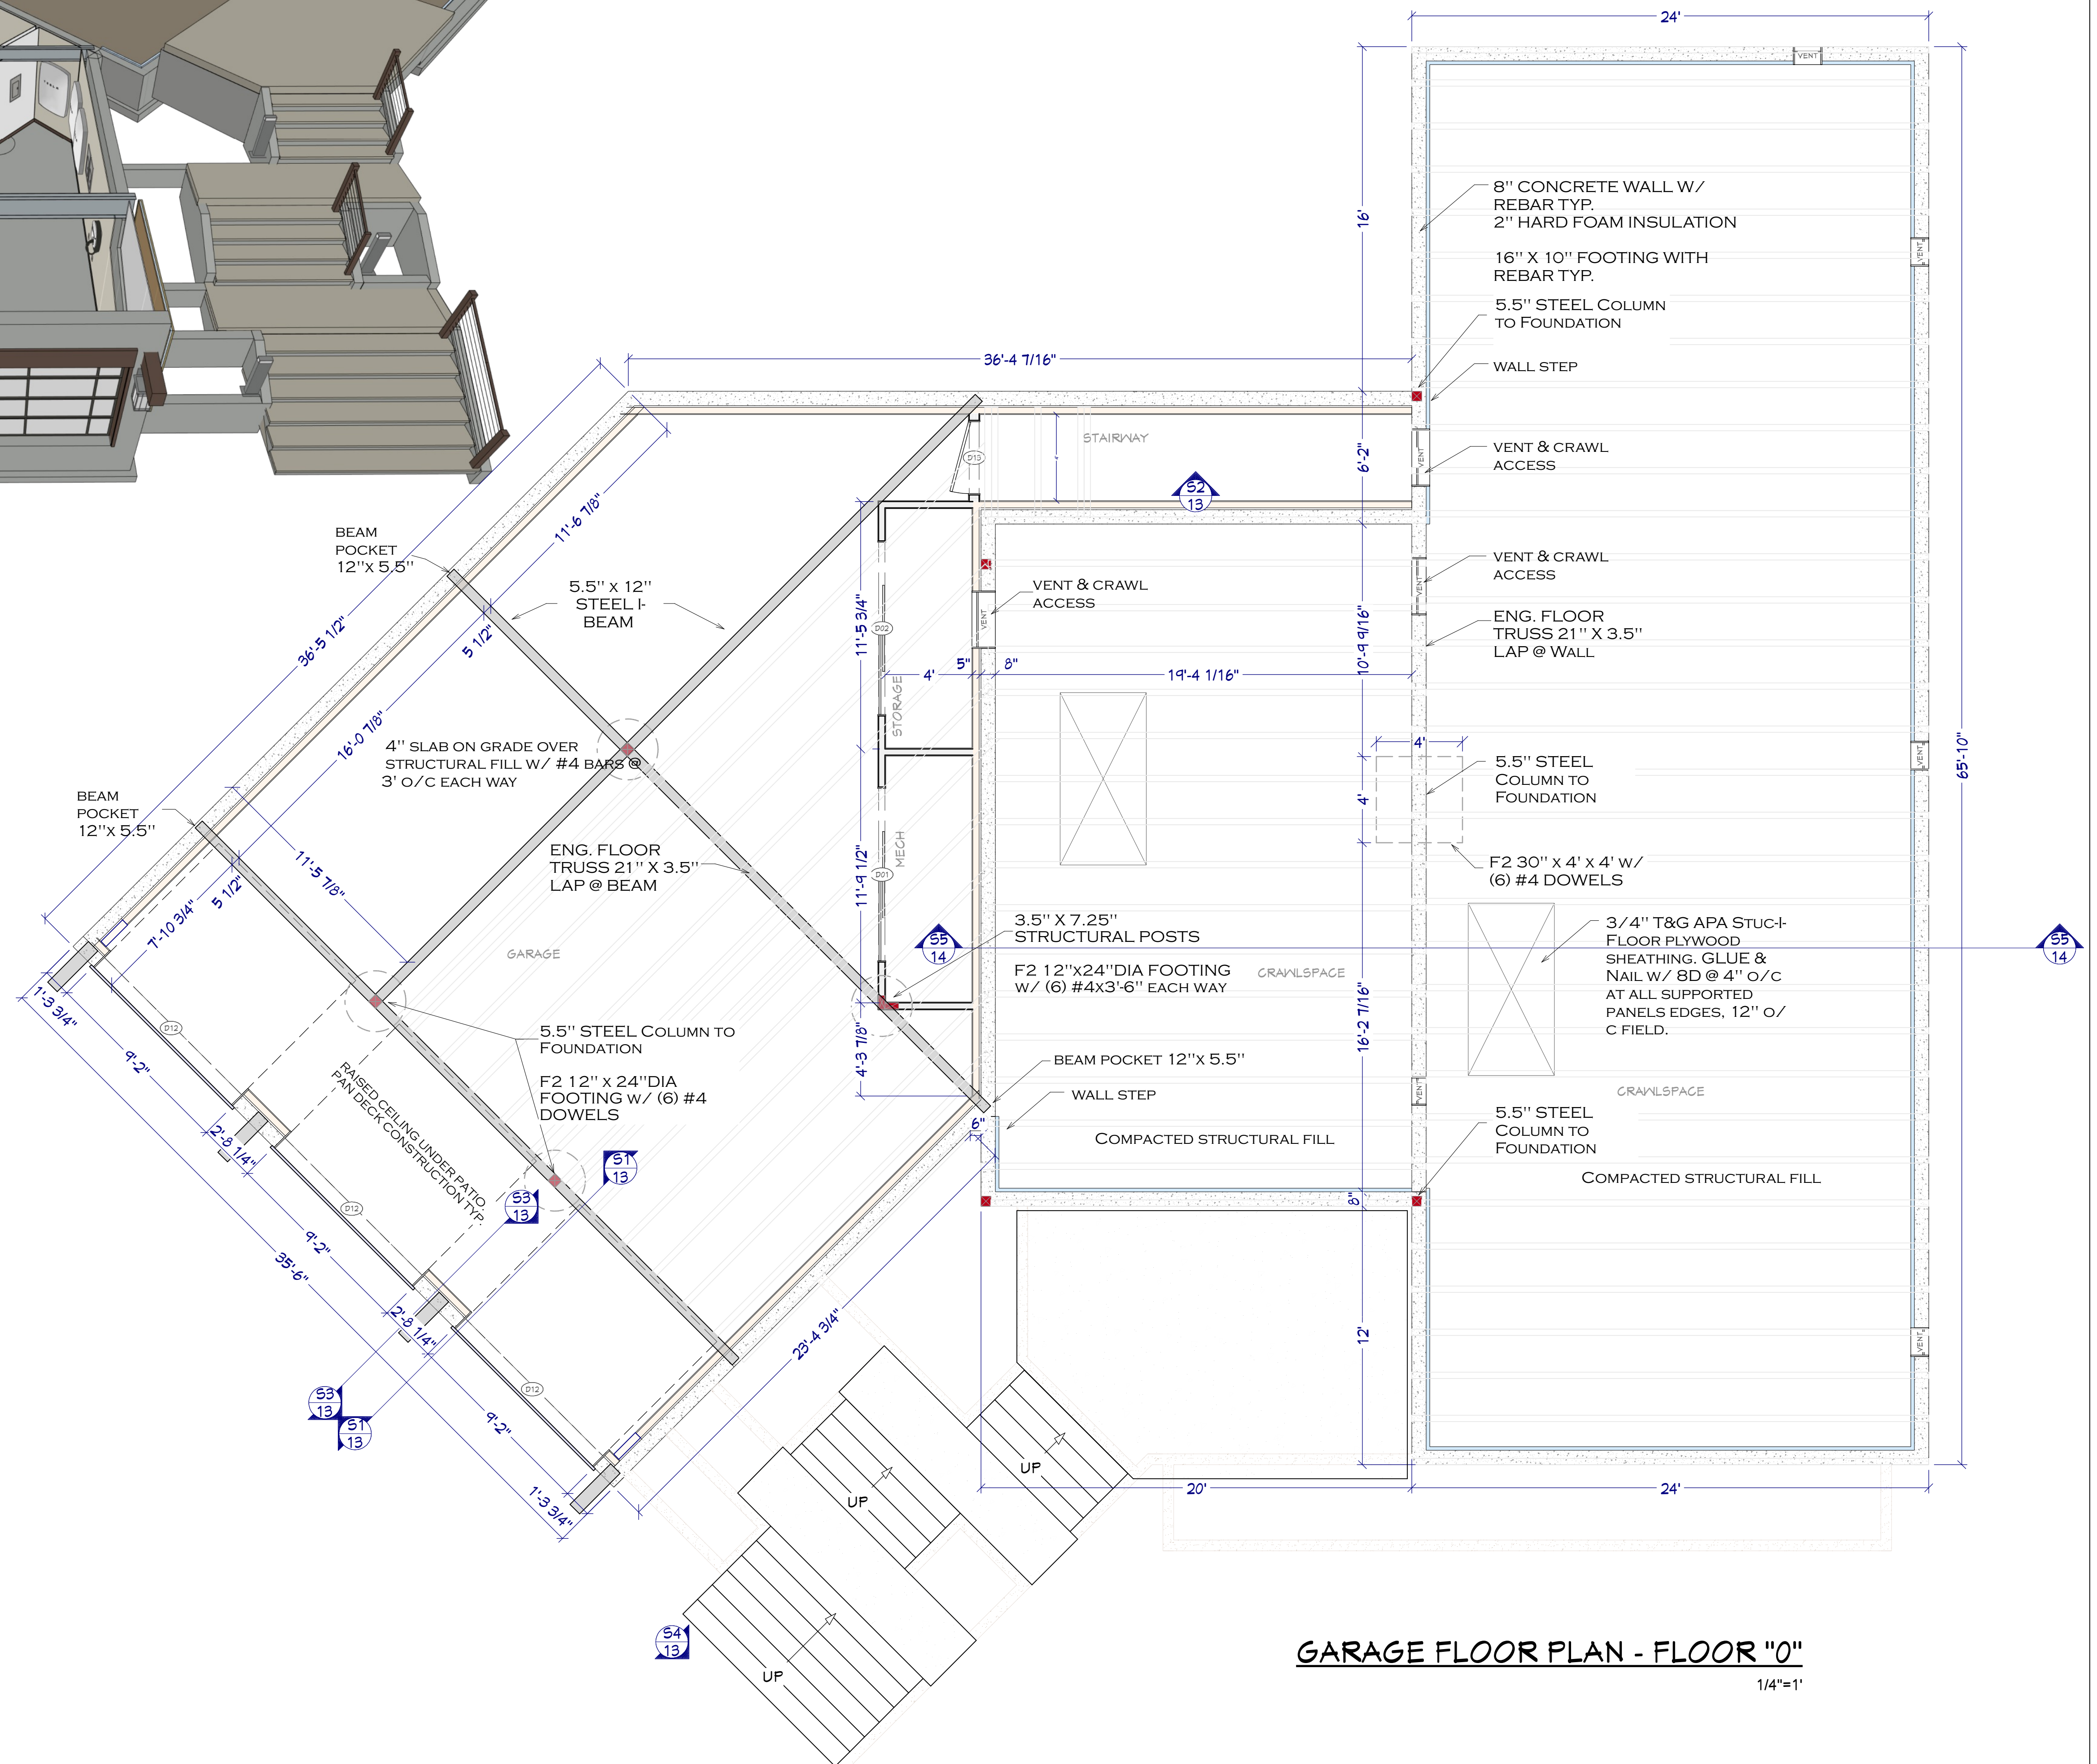 24'
VENT
8" CONCRETE WALL W/
REBAR TYP.
2" HARD FOAM INSULATION
16" X 10" FOOTING WITH
REBAR TYP.
5.5" STEEL COLUMN
TO FOUNDATION
WALL STEP
VENT & CRAWL
ACCESS
VENT & CRAWL
ACCESS
ENG. FLOOR
TRUSS 21" X 3.5"
LAP @ WALL
5.5" STEEL
COLUMN TO
FOUNDATION
F2 30" X 4' X 4' W/
(6) #4 DOWELS
3/4" T&G APA STUC-I-
FLOOR PLYWOOD
SHEATHING. GLUE &
NAIL W/ 8D @ 4" O/C
AT ALL SUPPORTED
PANELS EDGES, 12" O/
C FIELD.
CRAWLSPACE
5.5" STEEL
COLUMN TO
FOUNDATION
COMPACTED STRUCTURAL FILL
VENT
VENT
VENT
VENT
VENT
VENT
65'-10"
S5
14
16'
6'-2"
10'-9 9/16"
4'
4'
16'-2 7/16"
8"
12'
20'
24'
36'-4 7/16"
STAIRWAY
D13
S2
13
VENT & CRAWL
ACCESS
VENT
11'-5 3/4"
D02
STORAGE
4'
5"
8"
19'-4 1/16"
11'-9 1/2"
MECH
D01
4'-3 7/8"
S5
14
3.5" X 7.25"
STRUCTURAL POSTS
F2 12"X24"DIA FOOTING
W/ (6) #4X3'-6" EACH WAY
CRAWLSPACE
BEAM POCKET 12"X 5.5"
WALL STEP
6"
COMPACTED STRUCTURAL FILL
36'-5 1/2"
11'-6 7/8"
BEAM
POCKET
12"X 5.5"
5.5" X 12"
STEEL I-
BEAM
5 1/2"
16'-0 7/8"
4" SLAB ON GRADE OVER
STRUCTURAL FILL W/ #4 BARS @
3' O/C EACH WAY
BEAM
POCKET
12"X 5.5"
11'-5 7/8"
5 1/2"
7'-10 3/4"
ENG. FLOOR
TRUSS 21" X 3.5"
LAP @ BEAM
GARAGE
5.5" STEEL COLUMN TO
FOUNDATION
F2 12" X 24"DIA
FOOTING W/ (6) #4
DOWELS
RAISED CEILING UNDER PATIO.
PAN DECK CONSTRUCTION TYP.
1'-3 3/4"
9'-2"
D12
2'-8 1/4"
9'-2"
D12
35'-6"
2'-8 1/4"
9'-2"
D12
1'-3 3/4"
23'-4 3/4"
S1
13
S3
13
S3
13
S1
13
S4
13
UP
UP
UP
GARAGE FLOOR PLAN - FLOOR "0"
1/4"=1'